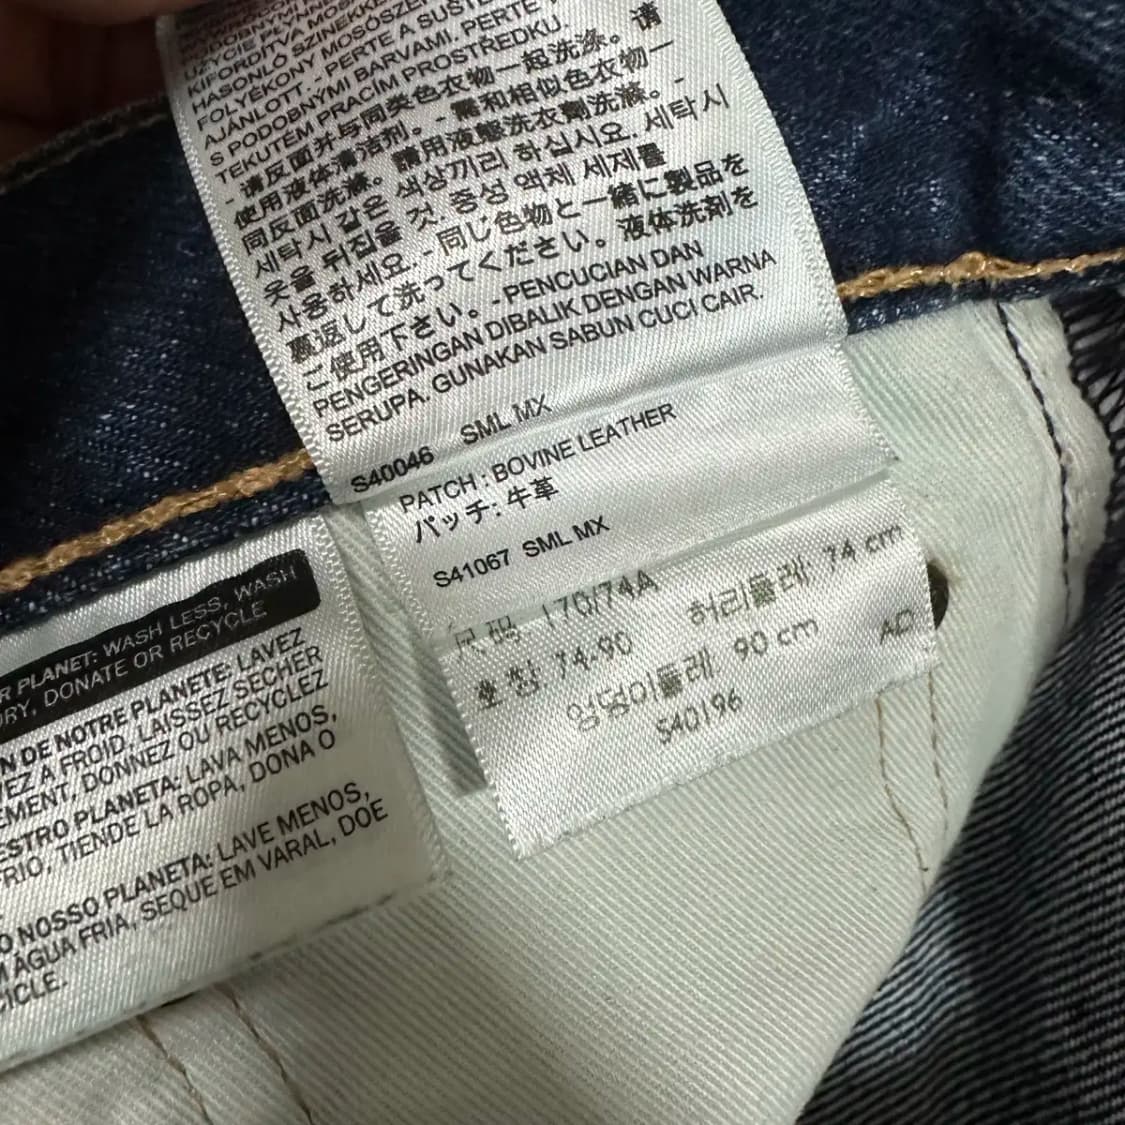 UŻYCIE PŁYNNE
KIFORDÍTVA MOSÓSZER
HASONLÓ SZÍNEKKEL
FOLYÉKONY MOSÓSZER
AJÁNLOTT. - PERTE A SUŠTE
S PODOBNÝMI BARVAMI. PERTE
TEKUTÉM PRACÍM PROSTŘEDKU.
- 请反面并与同类色衣物一起洗涤。请
使用液体清洁剂。- 需和相似色衣物一
同反面洗滌。請用液態洗衣劑洗滌。-
세탁시 같은 색상끼리 하십시요. 세탁시
옷을 뒤집을 것. 중성 액체 세제를
사용하세요. - 同じ色物と一緒に製品を
裏返して洗ってください。液体洗剤を
ご使用下さい。- PENCUCIAN DAN
PENGERINGAN DIBALIK DENGAN WARNA
SERUPA. GUNAKAN SABUN CUCI CAIR.
S40046 SML MX
PATCH : BOVINE LEATHER
パッチ: 牛革
S41067 SML MX
尺码 170/74A
호칭 74-90
허리둘레: 74 cm
엉덩이둘레: 90 cm
AD
S40196
R PLANET: WASH LESS, WASH
DRY, DONATE OR RECYCLE
N DE NOTRE PLANETE: LAVEZ
VEZ A FROID, LAISSEZ SECHER
EMENT, DONNEZ OU RECYCLEZ
ESTRO PLANETA: LAVA MENOS,
FRIO, TIENDE LA ROPA, DONA O
O NOSSO PLANETA: LAVE MENOS,
M ÁGUA FRIA, SEQUE EM VARAL, DOE
CICLE.